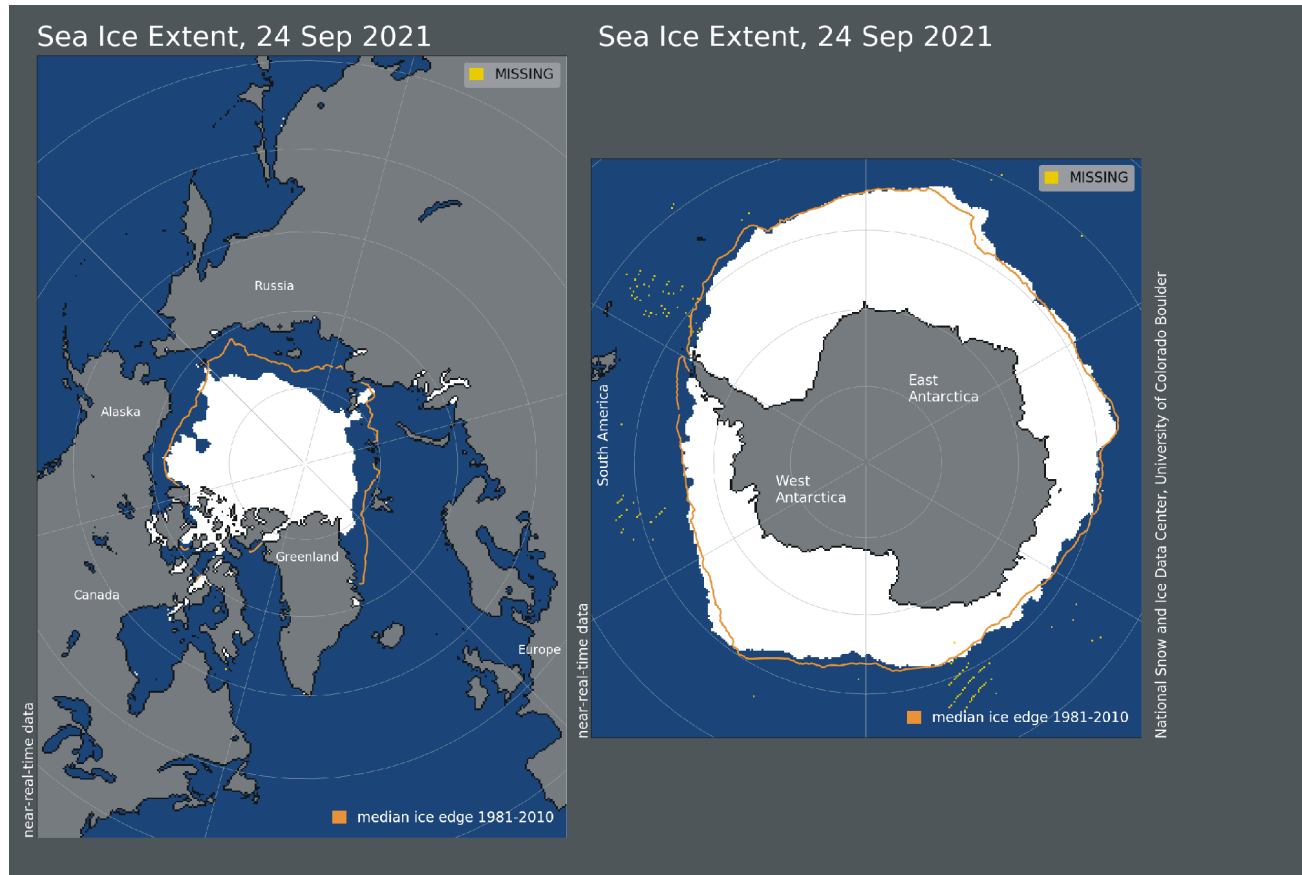 Sea Ice Extent, 24 Sep 2021
MISSING
Russia
Alaska
Greenland
Canada
Europe
near-real-time data
median ice edge 1981-2010
Sea Ice Extent, 24 Sep 2021
MISSING
East
Antarctica
South America
West
Antarctica
near-real-time data
median ice edge 1981-2010
National Snow and Ice Data Center, University of Colorado Boulder